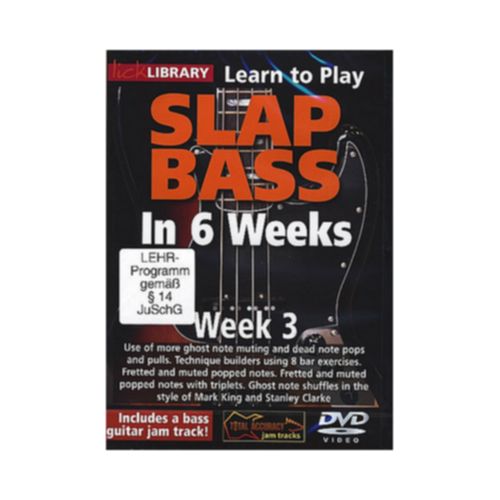 lickLIBRARY Learn to Play
SLAP
BASS
In 6 Weeks
LEHR-
Programm
gemäß
§ 14
JuSchG
Week 3
Use of more ghost note muting and dead note pops
and pulls. Technique builders using 8 bar exercises.
Fretted and muted popped notes. Fretted and muted
popped notes with triplets. Ghost note shuffles in the
style of Mark King and Stanley Clarke
Includes a bass
guitar jam track!
TOTAL ACCURACY
jam tracks
DVD
VIDEO